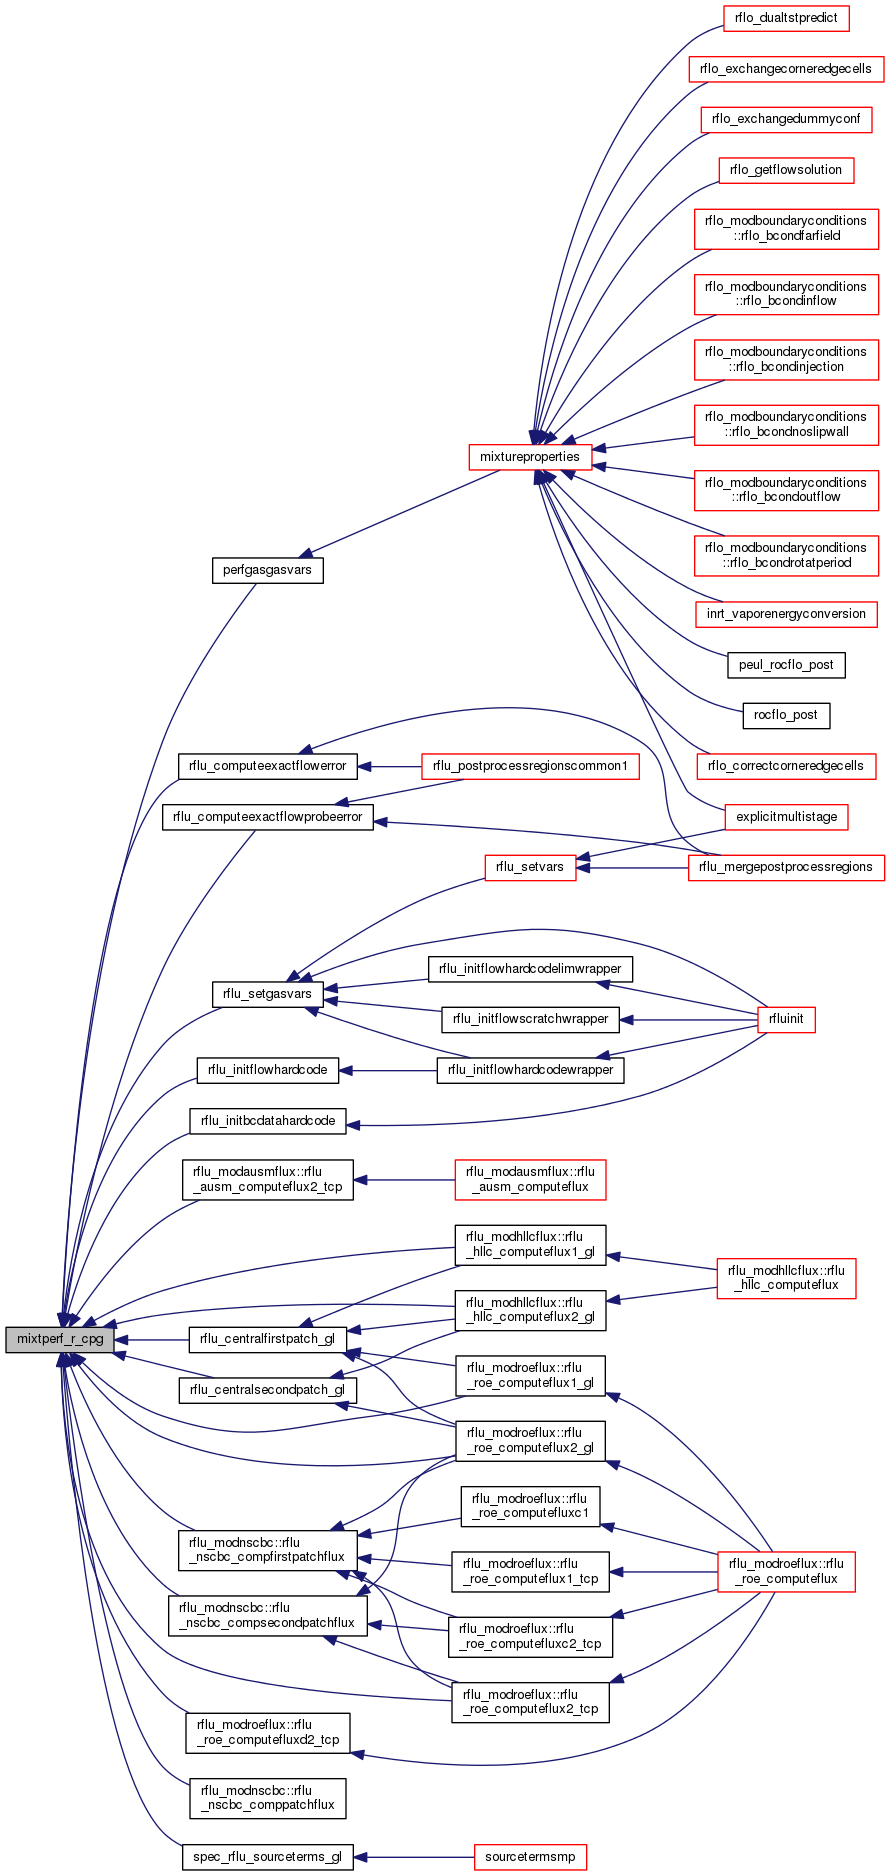 rflo_dualtstpredict
rflo_exchangecorneredgecells
rflo_exchangedummyconf
rflo_getflowsolution
rflo_modboundaryconditions
::rflo_bcondfarfield
rflo_modboundaryconditions
::rflo_bcondinflow
rflo_modboundaryconditions
::rflo_bcondinjection
rflo_modboundaryconditions
::rflo_bcondnoslipwall
mixtureproperties
rflo_modboundaryconditions
::rflo_bcondoutflow
rflo_modboundaryconditions
::rflo_bcondrotatperiod
perfgasgasvars
inrt_vaporenergyconversion
peul_rocflo_post
rocflo_post
rflu_computeexactflowerror
rflu_postprocessregionscommon1
rflo_correctcorneredgecells
rflu_computeexactflowprobeerror
explicitmultistage
rflu_setvars
rflu_mergepostprocessregions
rflu_setgasvars
rflu_initflowhardcodelimwrapper
rflu_initflowscratchwrapper
rfluinit
rflu_initflowhardcode
rflu_initflowhardcodewrapper
rflu_initbcdatahardcode
rflu_modausmflux::rflu
_ausm_computeflux2_tcp
rflu_modausmflux::rflu
_ausm_computeflux
rflu_modhllcflux::rflu
_hllc_computeflux1_gl
rflu_modhllcflux::rflu
_hllc_computeflux
rflu_modhllcflux::rflu
_hllc_computeflux2_gl
mixtperf_r_cpg
rflu_centralfirstpatch_gl
rflu_modroeflux::rflu
_roe_computeflux1_gl
rflu_centralsecondpatch_gl
rflu_modroeflux::rflu
_roe_computeflux2_gl
rflu_modroeflux::rflu
_roe_computefluxc1
rflu_modnscbc::rflu
_nscbc_compfirstpatchflux
rflu_modroeflux::rflu
_roe_computeflux1_tcp
rflu_modroeflux::rflu
_roe_computeflux
rflu_modnscbc::rflu
_nscbc_compsecondpatchflux
rflu_modroeflux::rflu
_roe_computefluxc2_tcp
rflu_modroeflux::rflu
_roe_computeflux2_tcp
rflu_modroeflux::rflu
_roe_computefluxd2_tcp
rflu_modnscbc::rflu
_nscbc_comppatchflux
spec_rflu_sourceterms_gl
sourcetermsmp